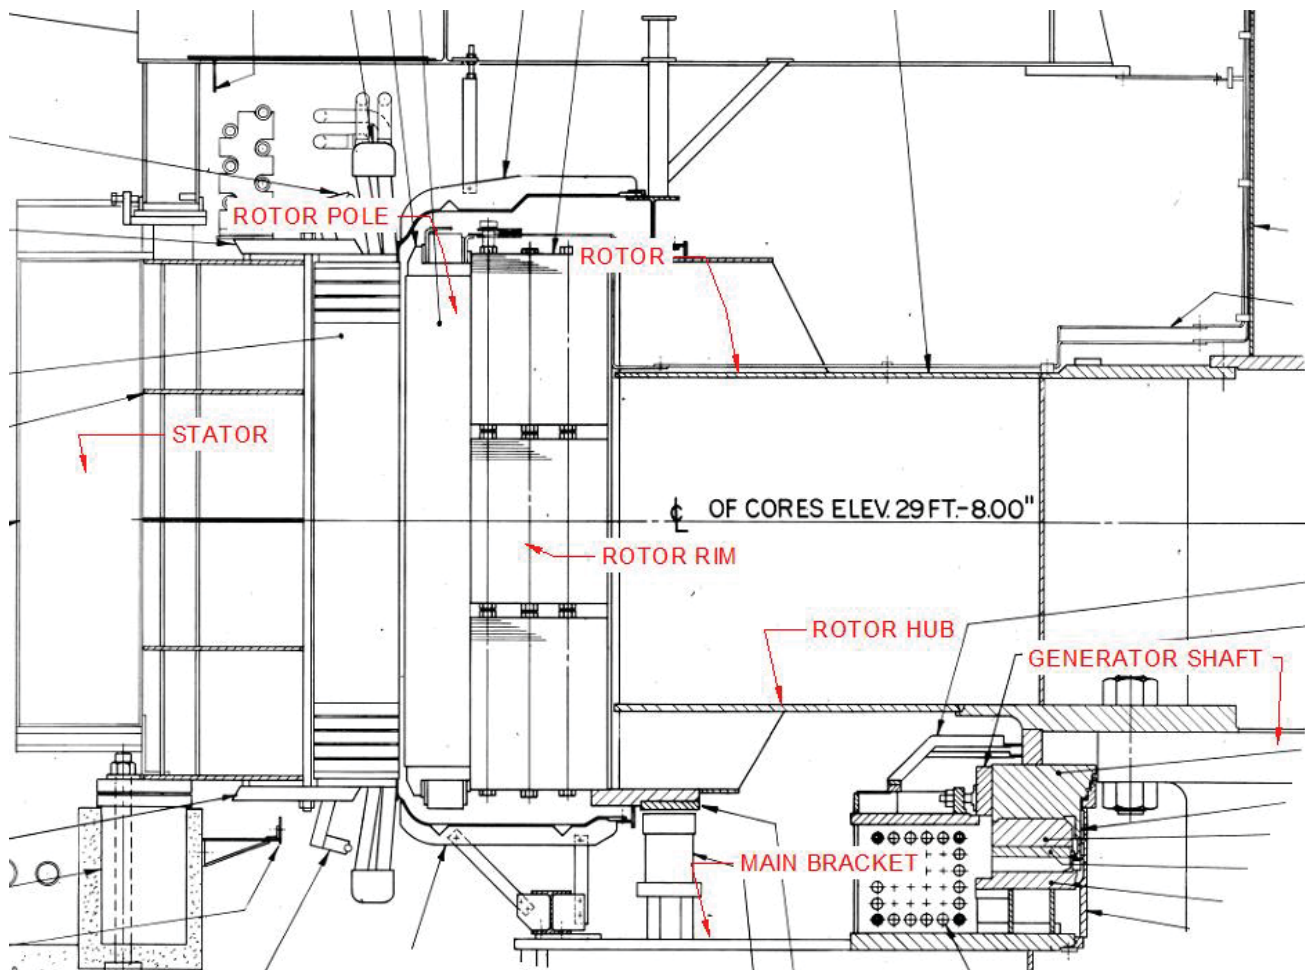 ROTOR POLE
ROTOR
STATOR
℄ OF CORES ELEV. 29 FT.-8.00"
ROTOR RIM
ROTOR HUB
GENERATOR SHAFT
MAIN BRACKET